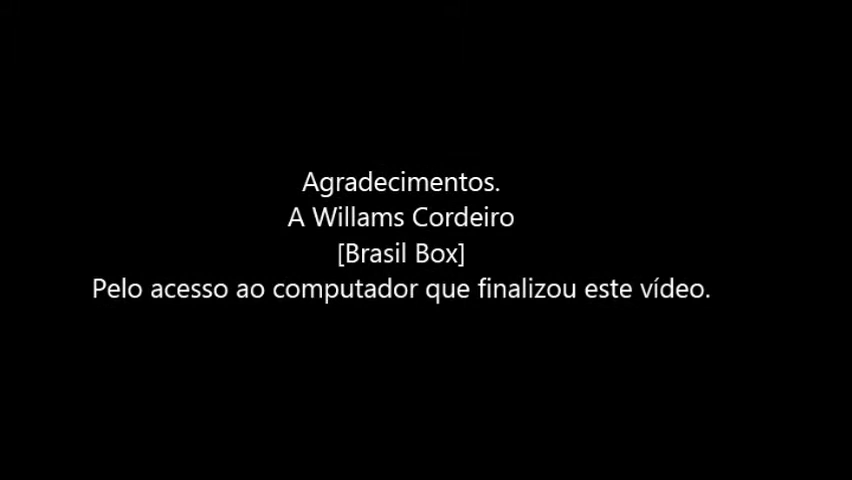 Agradecimentos.
A Willams Cordeiro
[Brasil Box]
Pelo acesso ao computador que finalizou este vídeo.